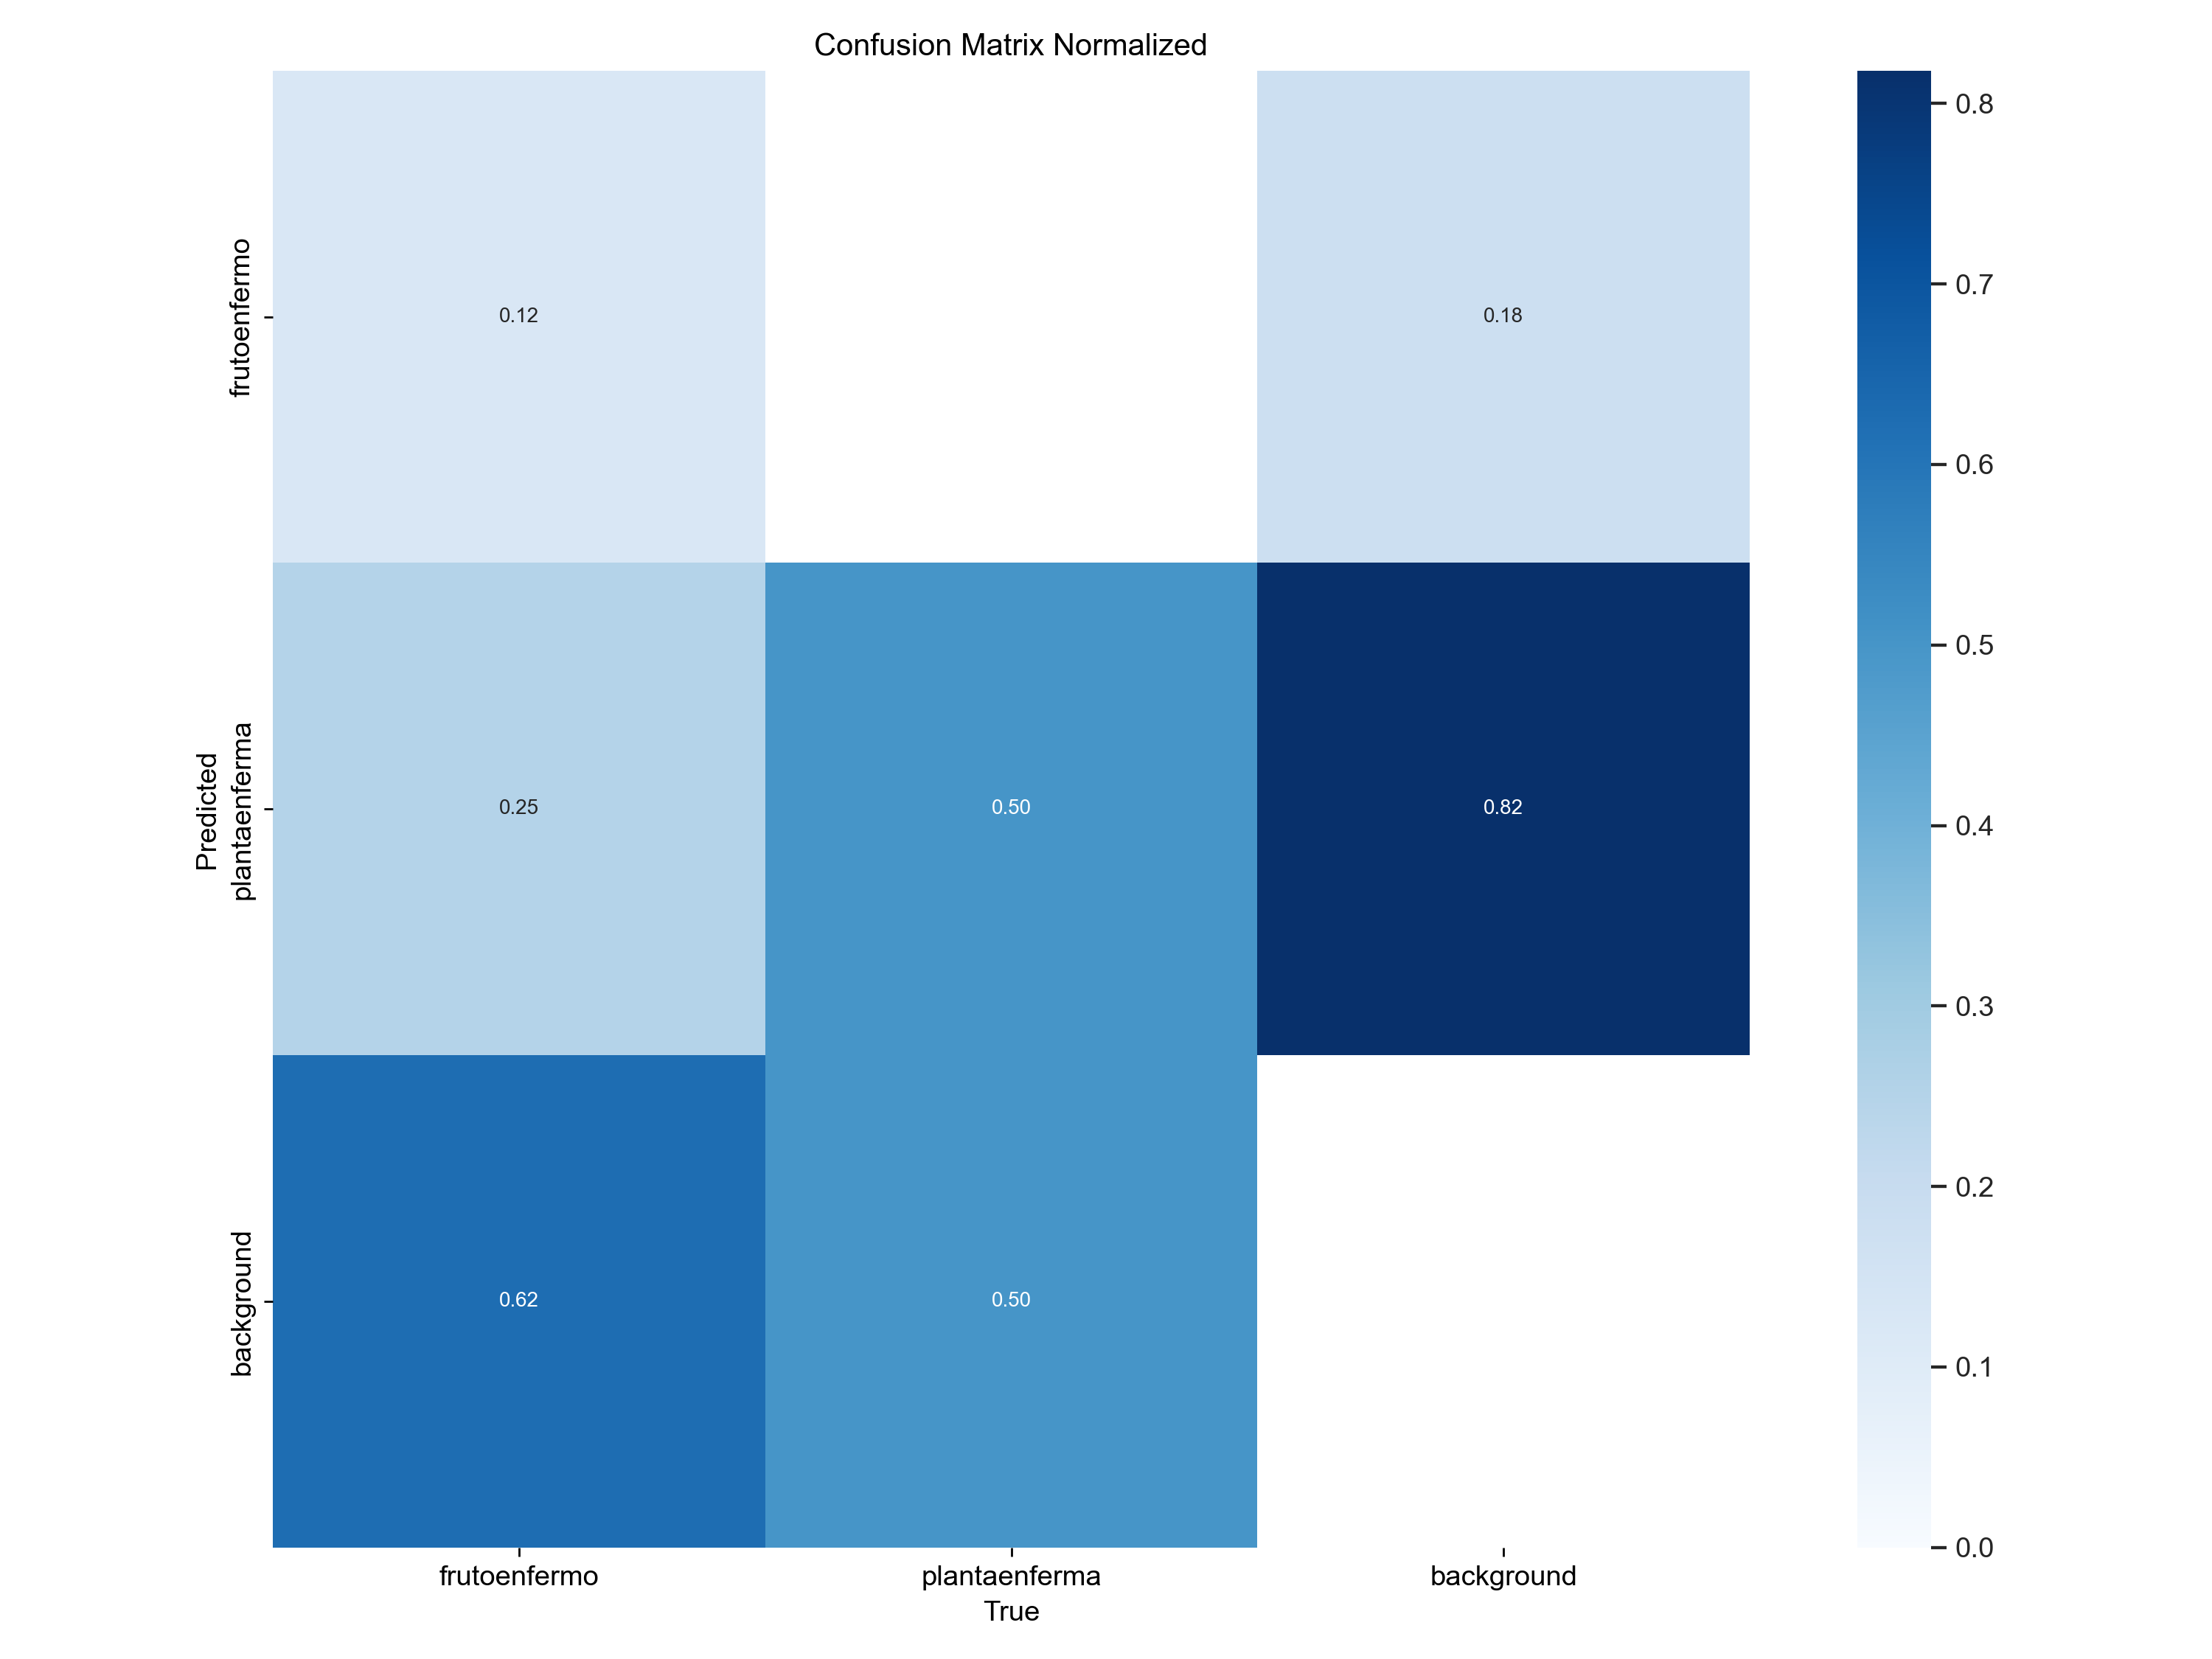 Confusion Matrix Normalized
frutoenfermo
0.12
0.18
Predicted
plantaenferma
0.25
0.50
0.82
background
0.62
0.50
frutoenfermo
plantaenferma
background
True
0.8
0.7
0.6
0.5
0.4
0.3
0.2
0.1
0.0